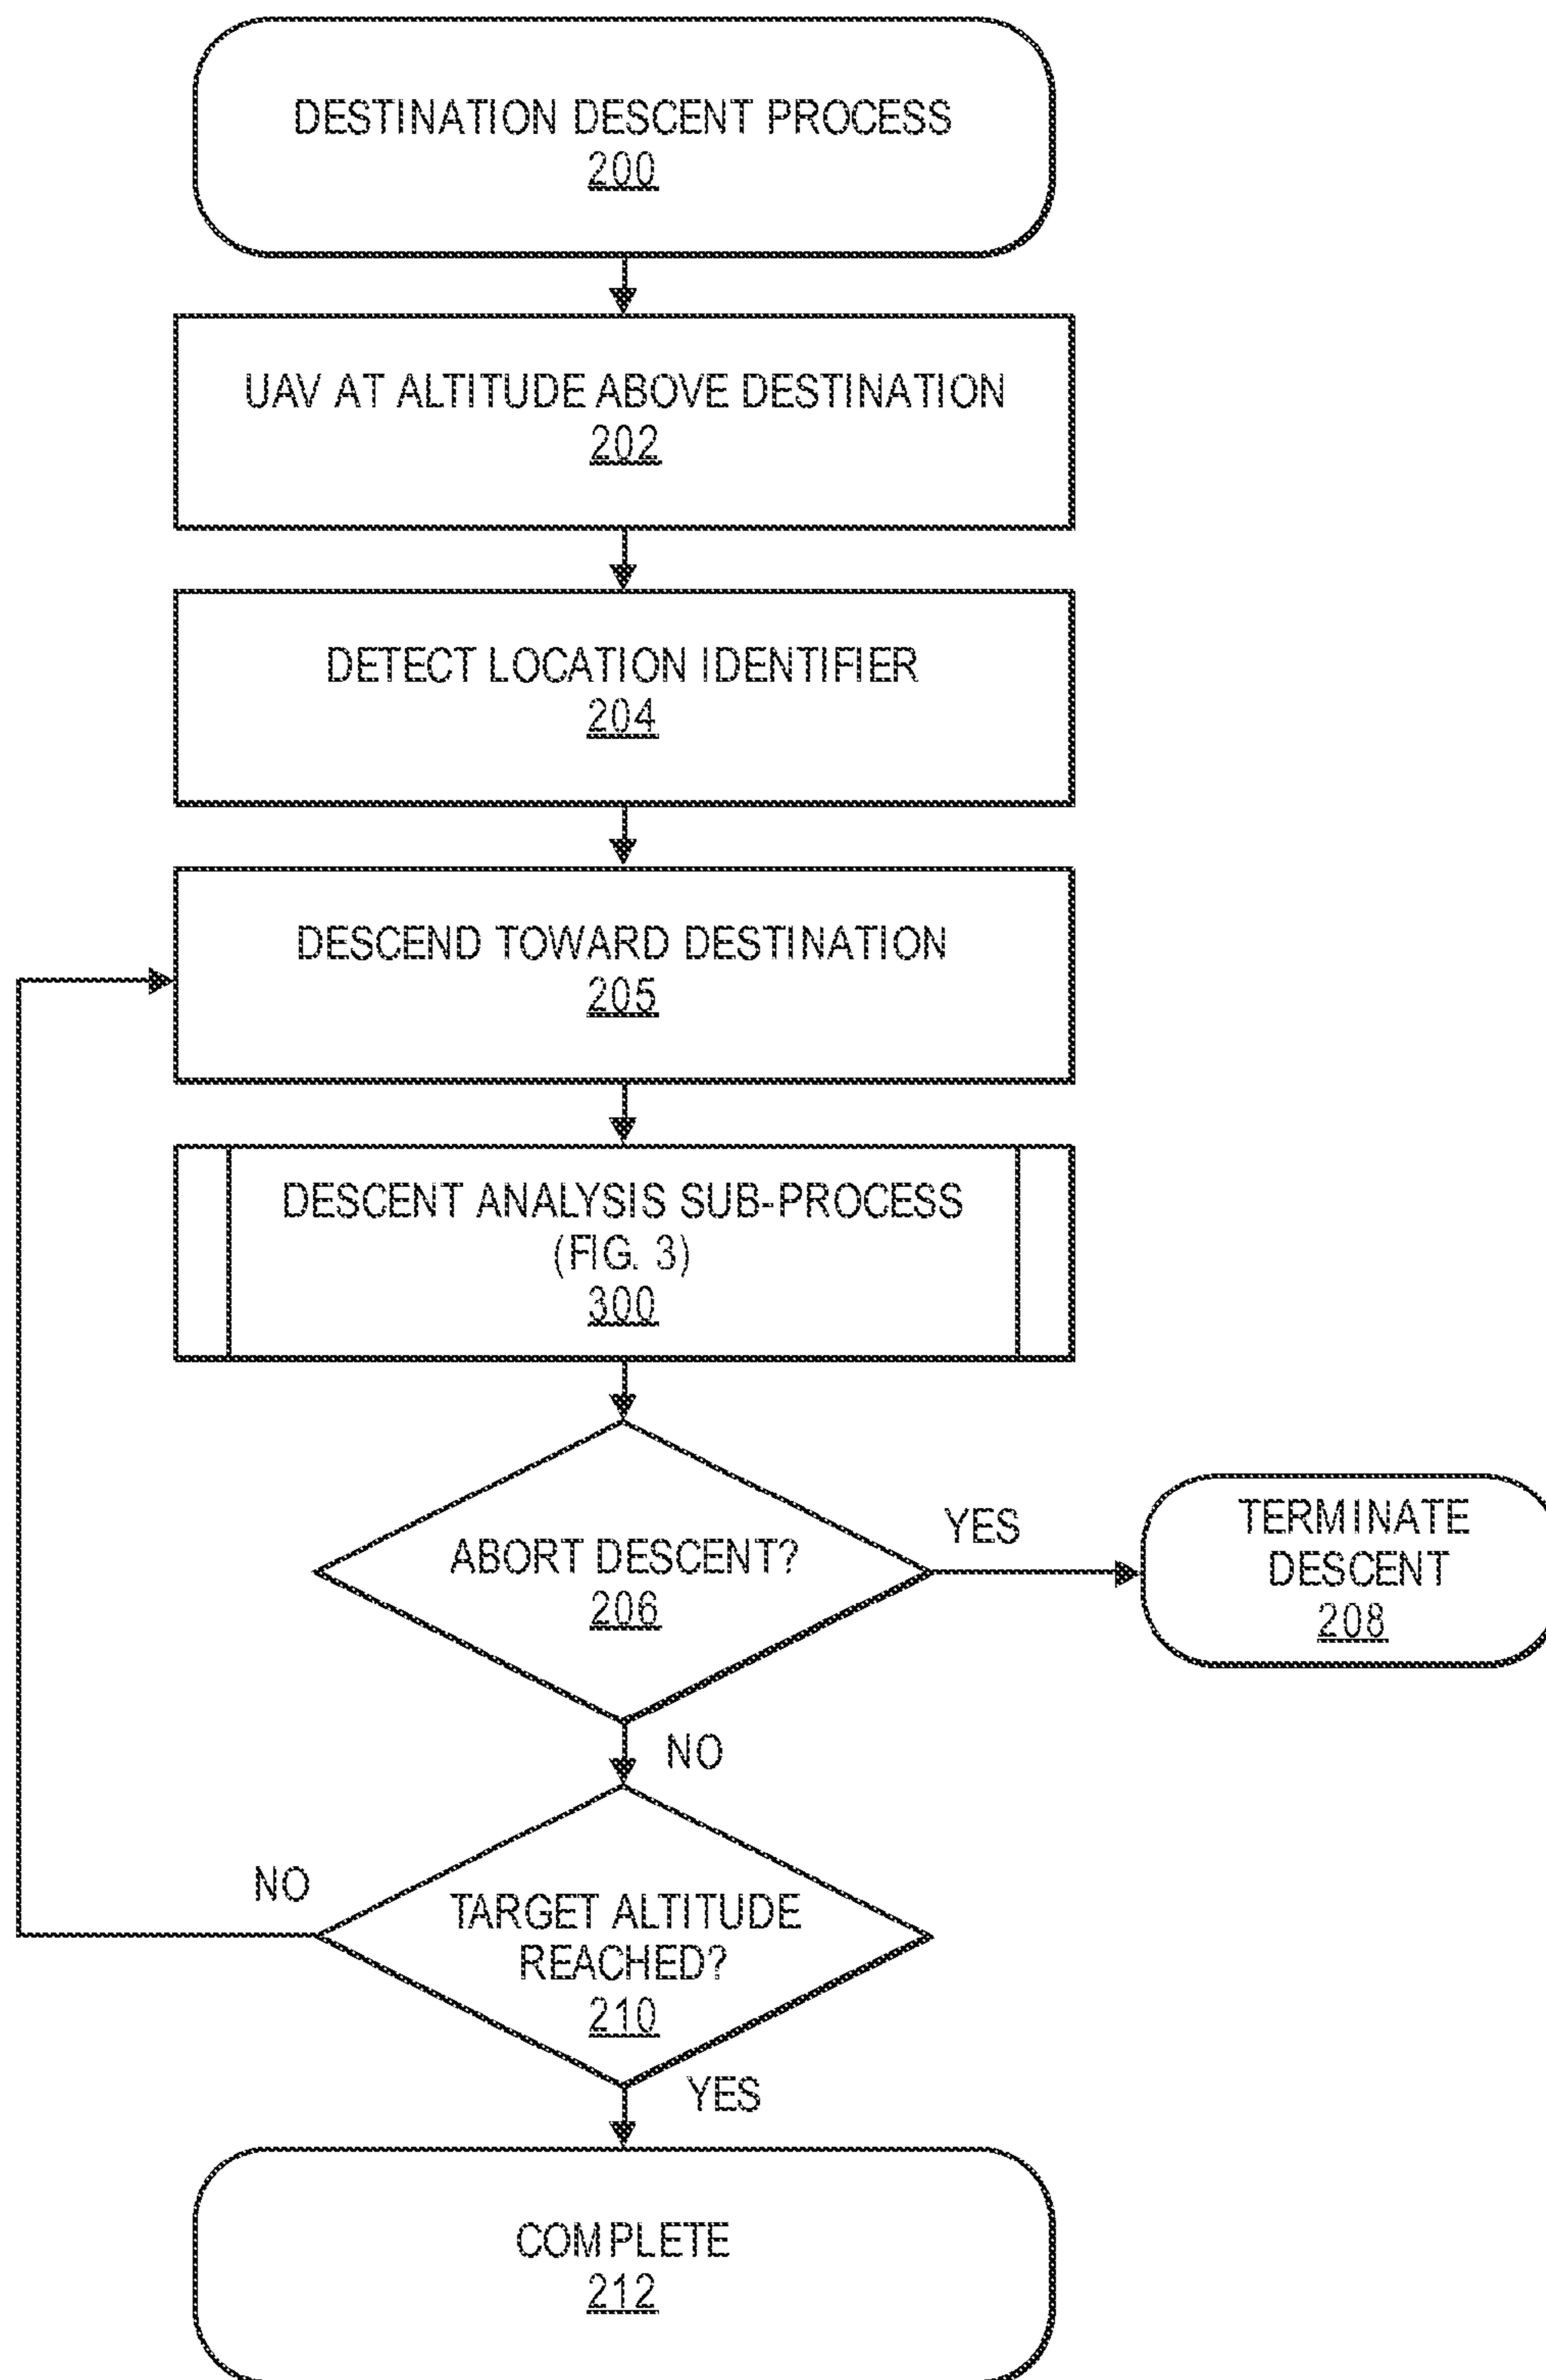 DESTINATION DESCENT PROCESS
200
UAV AT ALTITUDE ABOVE DESTINATION
202
DETECT LOCATION IDENTIFIER
204
DESCEND TOWARD DESTINATION
205
DESCENT ANALYSIS SUB-PROCESS
(FIG. 3)
300
ABORT DESCENT?
206
YES
TERMINATE
DESCENT
208
NO
TARGET ALTITUDE
REACHED?
210
NO
YES
COMPLETE
212